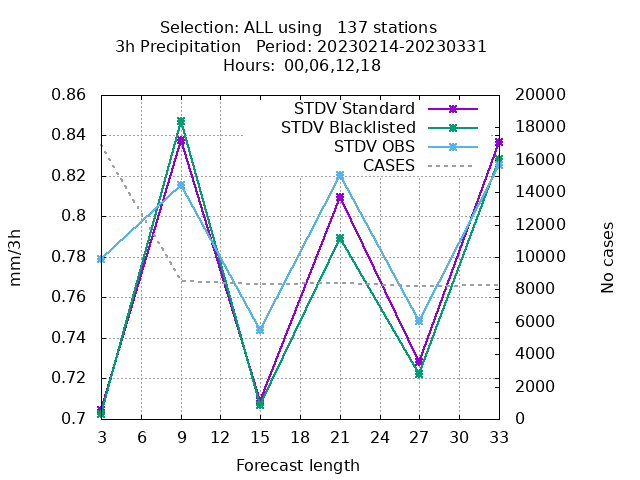 Selection: ALL using   137 stations
3h Precipitation   Period: 20230214-20230331
Hours: 00,06,12,18
STDV Standard
STDV Blacklisted
STDV OBS
CASES
0.86
0.84
0.82
0.8
0.78
0.76
0.74
0.72
0.7
mm/3h
20000
18000
16000
14000
12000
10000
8000
6000
4000
2000
0
No cases
3 6 9 12 15 18 21 24 27 30 33
Forecast length